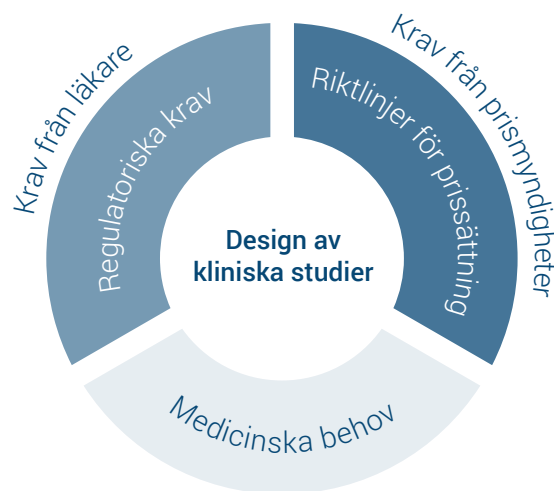 Krav från läkare
Regulatoriska krav
Krav från prismyndigheter
Riktlinjer för prissättning
Design av
kliniska studier
Medicinska behov